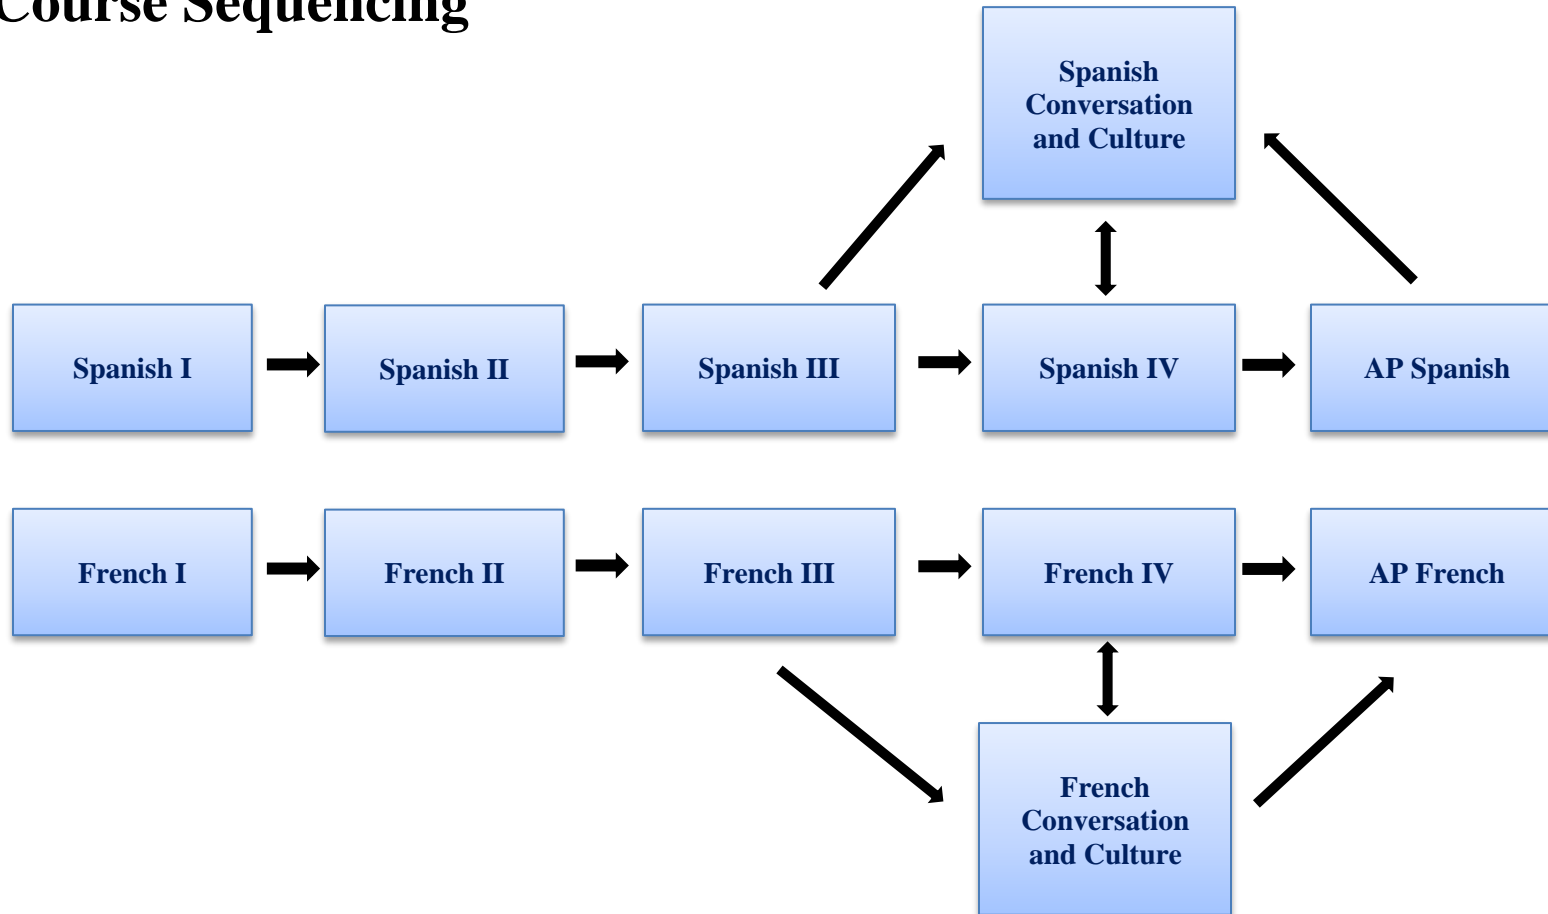 Course Sequencing
Spanish
Conversation
and Culture
Spanish I
Spanish II
Spanish III
Spanish IV
AP Spanish
French I
French II
French III
French IV
AP French
French
Conversation
and Culture